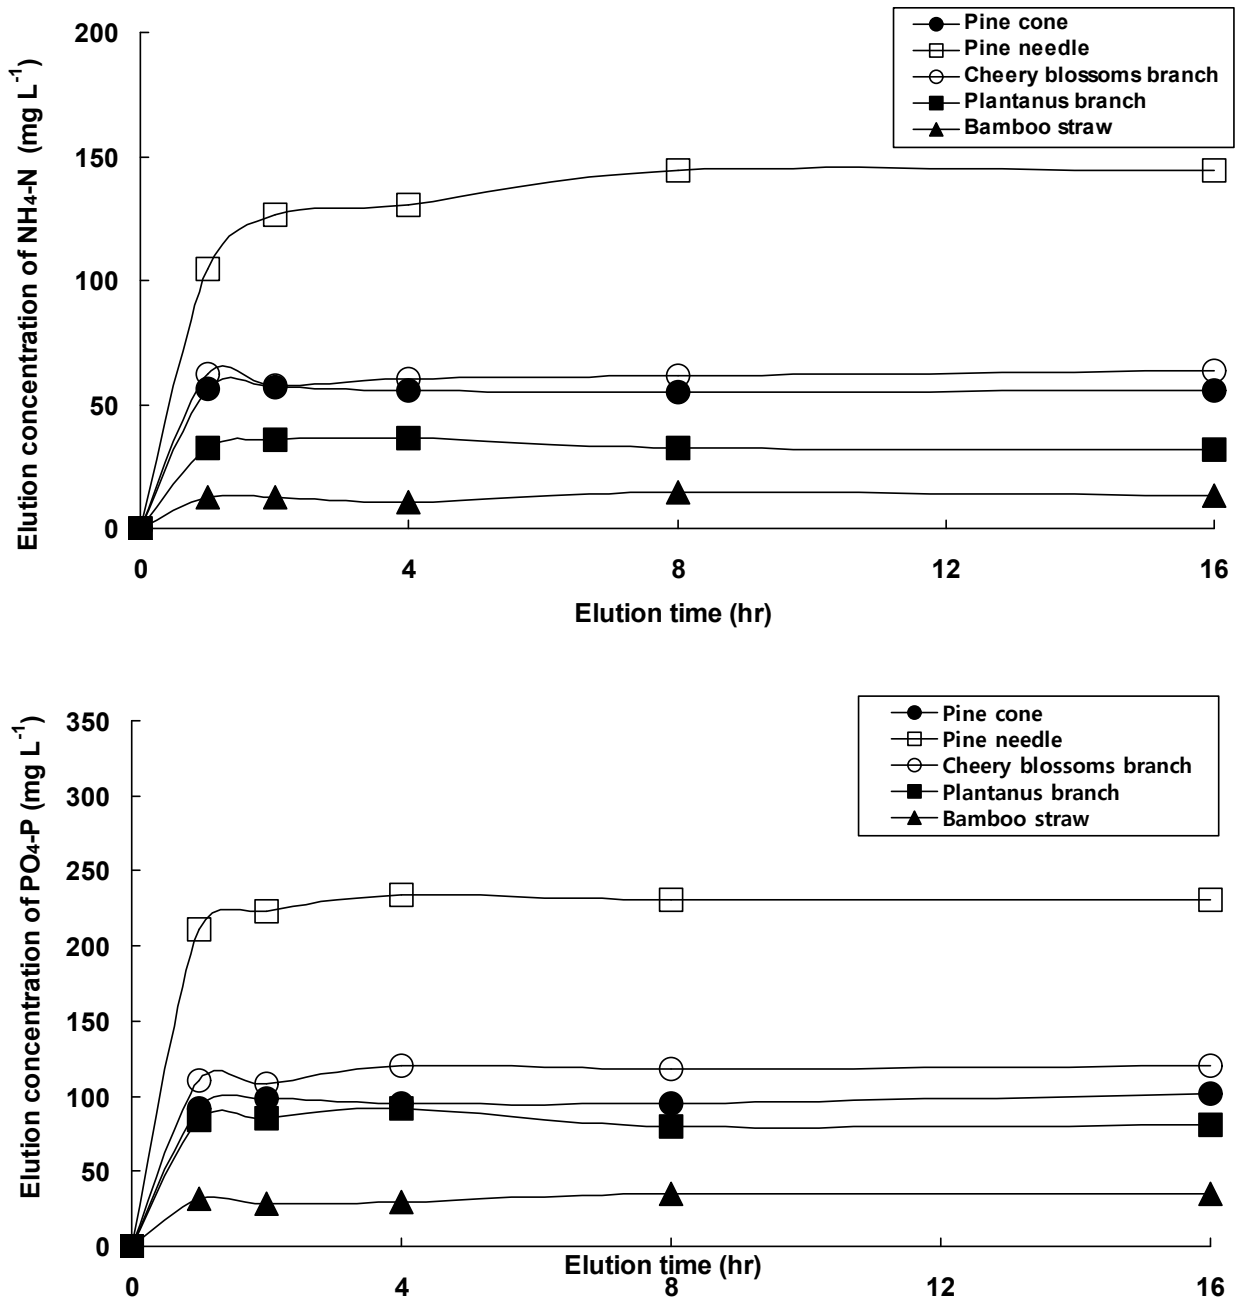 Elution concentration of NH₄-N (mg L⁻¹)
200
150
100
50
0
Pine cone
Pine needle
Cheery blossoms branch
Plantanus branch
Bamboo straw
0 4 8 12 16
Elution time (hr)
Elution concentration of PO₄-P (mg L⁻¹)
350
300
250
200
150
100
50
0
Pine cone
Pine needle
Cheery blossoms branch
Plantanus branch
Bamboo straw
Elution time (hr)
0 4 8 12 16